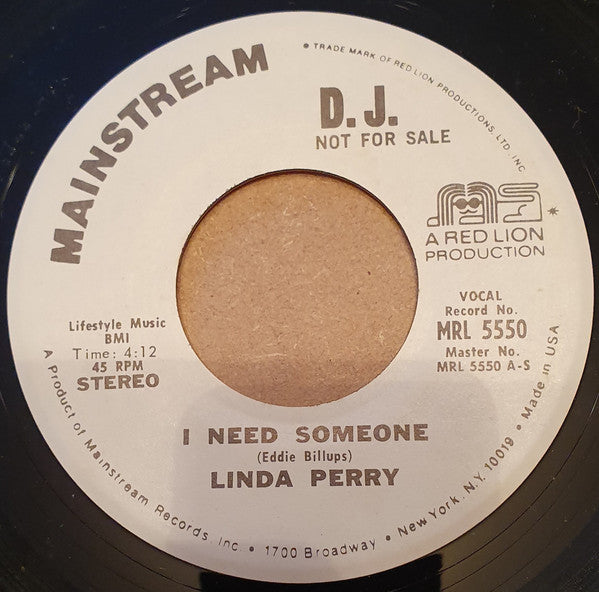 MAINSTREAM
• TRADE MARK OF RED LION PRODUCTIONS, LTD., INC.
D.J.
NOT FOR SALE
A RED LION
PRODUCTION
Lifestyle Music
BMI
Time: 4:12
45 RPM
STEREO
VOCAL
Record No.
MRL 5550
Master No.
MRL 5550 A-S
I NEED SOMEONE
(Eddie Billups)
LINDA PERRY
A Product of Mainstream Records, Inc. • 1700 Broadway • New York, N.Y. 10019 • Made in USA